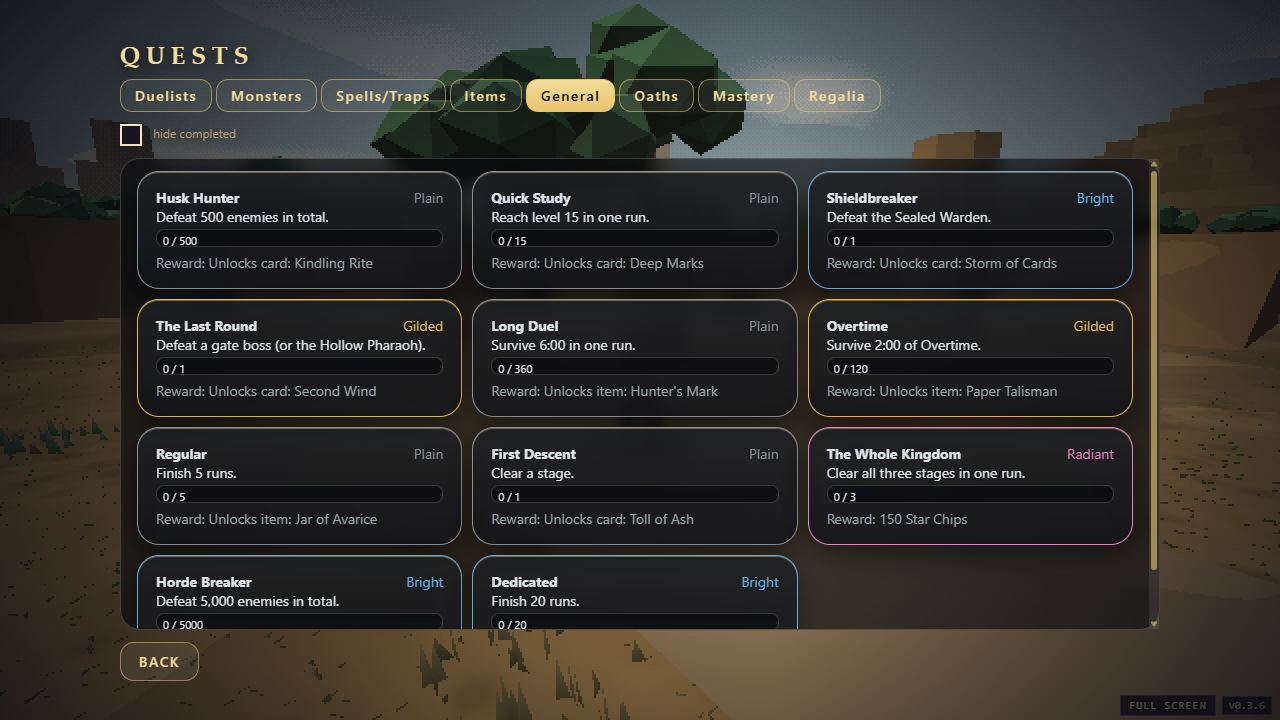 QUESTS
Duelists Monsters Spells/Traps Items General Oaths Mastery Regalia
hide completed
Husk Hunter Plain
Defeat 500 enemies in total.
0 / 500
Reward: Unlocks card: Kindling Rite
Quick Study Plain
Reach level 15 in one run.
0 / 15
Reward: Unlocks card: Deep Marks
Shieldbreaker Bright
Defeat the Sealed Warden.
0 / 1
Reward: Unlocks card: Storm of Cards
The Last Round Gilded
Defeat a gate boss (or the Hollow Pharaoh).
0 / 1
Reward: Unlocks card: Second Wind
Long Duel Plain
Survive 6:00 in one run.
0 / 360
Reward: Unlocks item: Hunter's Mark
Overtime Gilded
Survive 2:00 of Overtime.
0 / 120
Reward: Unlocks item: Paper Talisman
Regular Plain
Finish 5 runs.
0 / 5
Reward: Unlocks item: Jar of Avarice
First Descent Plain
Clear a stage.
0 / 1
Reward: Unlocks card: Toll of Ash
The Whole Kingdom Radiant
Clear all three stages in one run.
0 / 3
Reward: 150 Star Chips
Horde Breaker Bright
Defeat 5,000 enemies in total.
0 / 5000
Dedicated Bright
Finish 20 runs.
0 / 20
BACK
FULL SCREEN v0.3.6